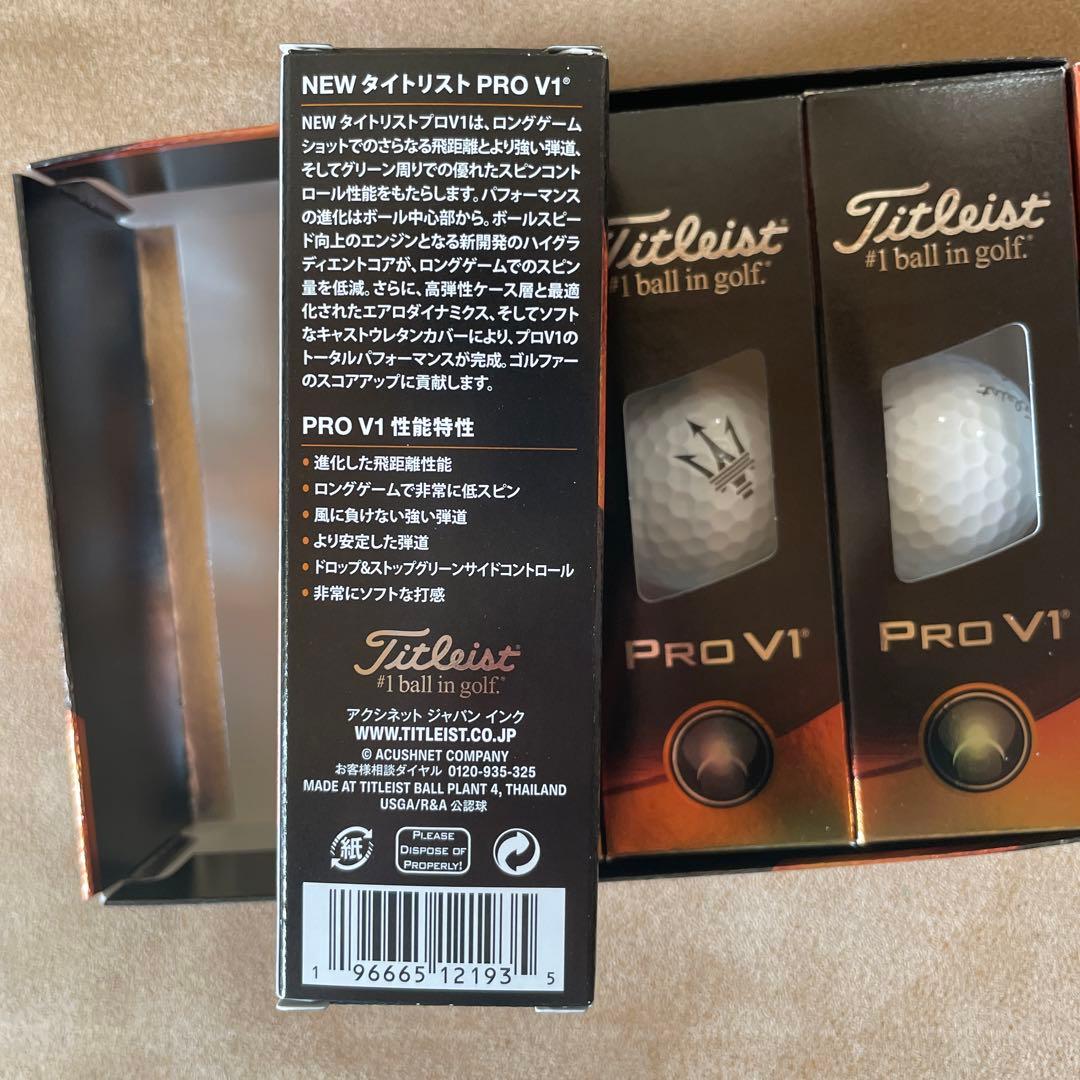 NEW タイトリスト PRO V1®
NEW タイトリストプロV1は、ロングゲーム
ショットでのさらなる飛距離とより強い弾道、
そしてグリーン周りでの優れたスピンコント
ロール性能をもたらします。パフォーマンス
の進化はボール中心部から。ボールスピー
ド向上のエンジンとなる新開発のハイグラ
ディエントコアが、ロングゲームでのスピン
量を低減。さらに、高弾性ケース層と最適
化されたエアロダイナミクス、そしてソフト
なキャストウレタンカバーにより、プロV1の
トータルパフォーマンスが完成。ゴルファー
のスコアアップに貢献します。
PRO V1 性能特性
• 進化した飛距離性能
• ロングゲームで非常に低スピン
• 風に負けない強い弾道
• より安定した弾道
• ドロップ&ストップグリーンサイドコントロール
• 非常にソフトな打感
Titleist®
#1 ball in golf.®
アクシネット ジャパン インク
WWW.TITLEIST.CO.JP
© ACUSHNET COMPANY
お客様相談ダイヤル 0120-935-325
MADE AT TITLEIST BALL PLANT 4, THAILAND
USGA/R&A 公認球
紙
PLEASE
DISPOSE OF
PROPERLY!
1 96665 12193 5
Titleist®
#1 ball in golf.®
PRO V1®
Titleist®
#1 ball in golf.®
Titleist
PRO V1®